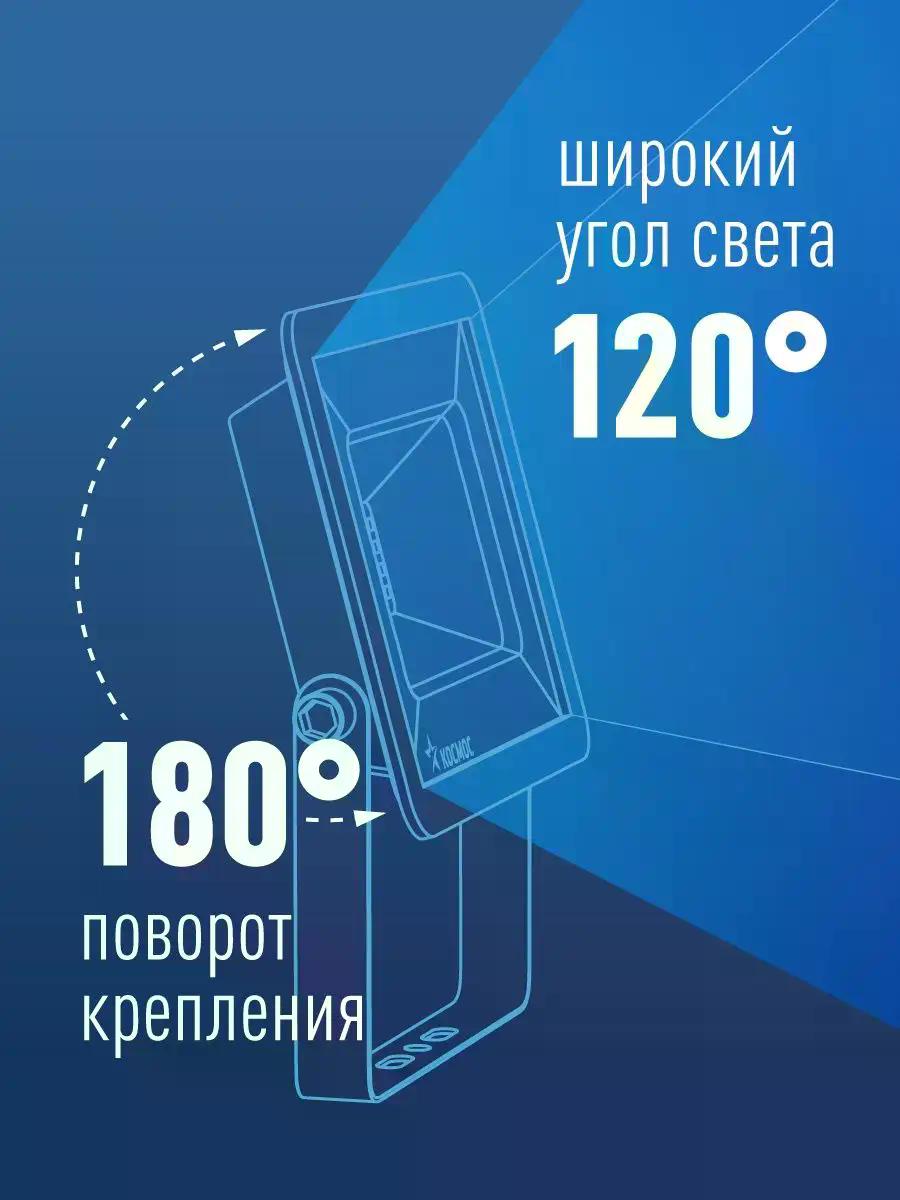 широкий
угол света
120°
КОСМОС
180°
поворот
крепления